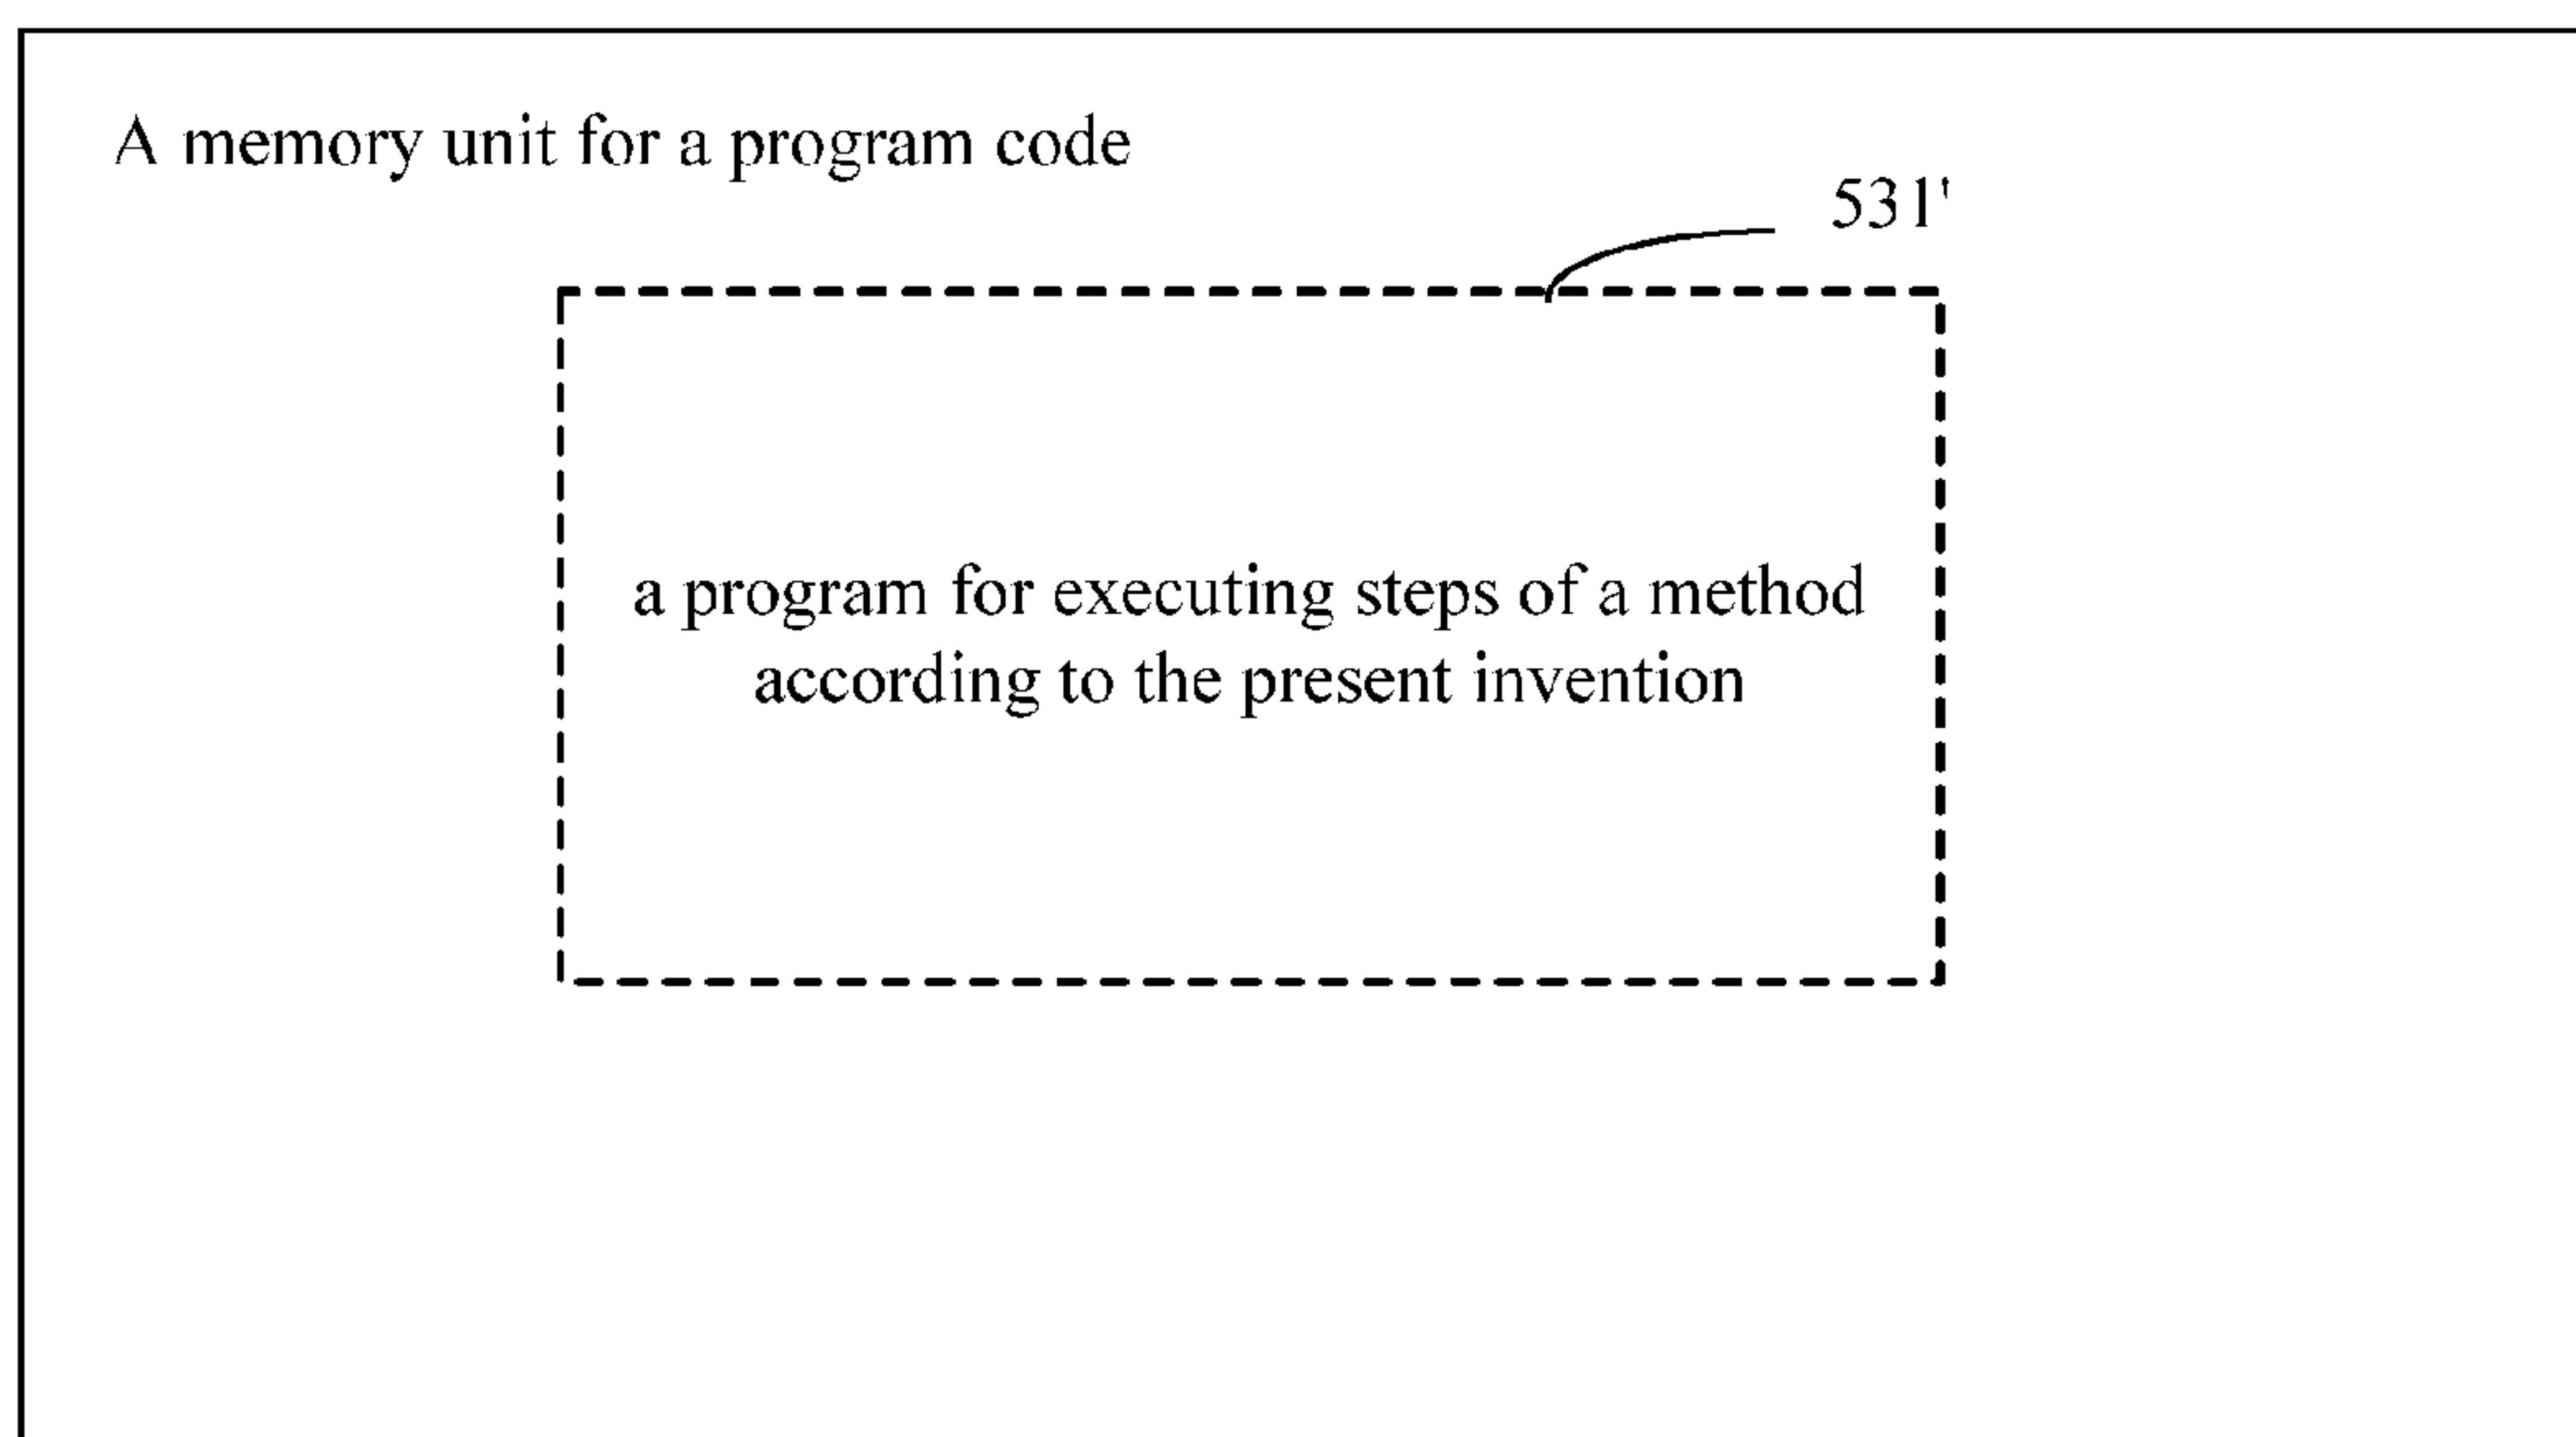 A memory unit for a program code
531'
a program for executing steps of a method
according to the present invention